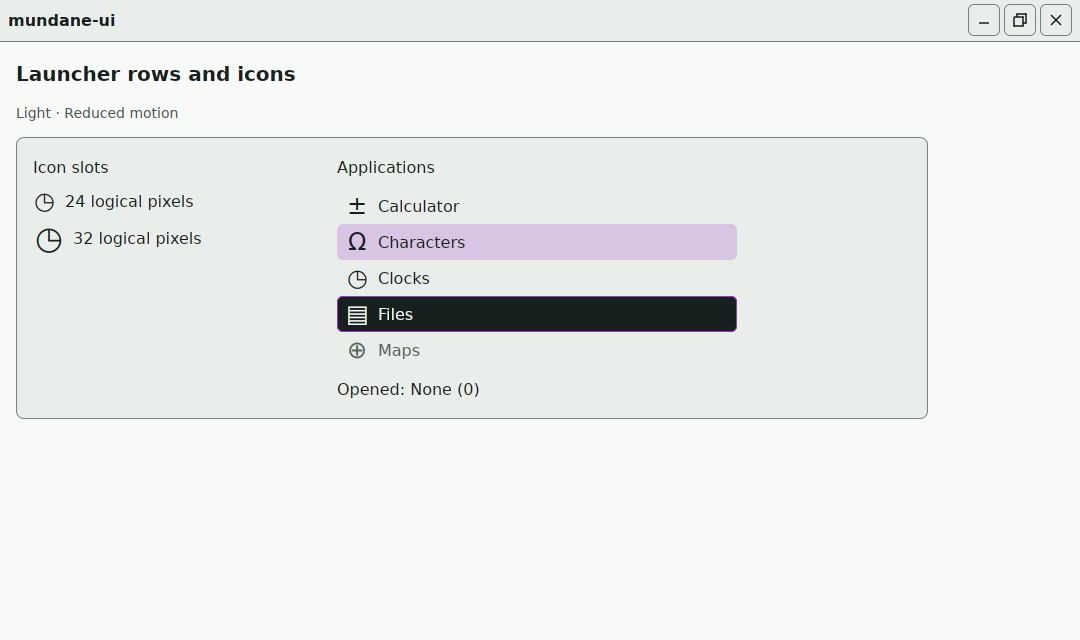 mundane-ui
Launcher rows and icons
Light · Reduced motion
Icon slots
◷ 24 logical pixels
◷ 32 logical pixels
Applications
± Calculator
Ω Characters
◷ Clocks
▤ Files
⊕ Maps
Opened: None (0)